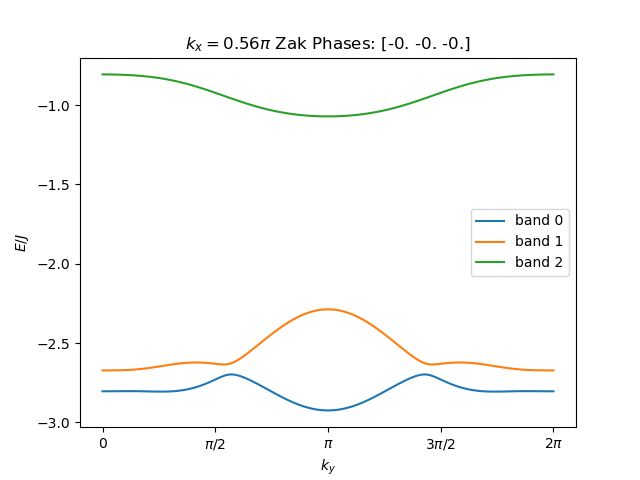 $k_x = 0.56\pi$ Zak Phases: [-0. -0. -0.]
−1.0
−1.5
−2.0
−2.5
−3.0
E/J
band 0
band 1
band 2
0
π/2
π
3π/2
2π
$k_y$